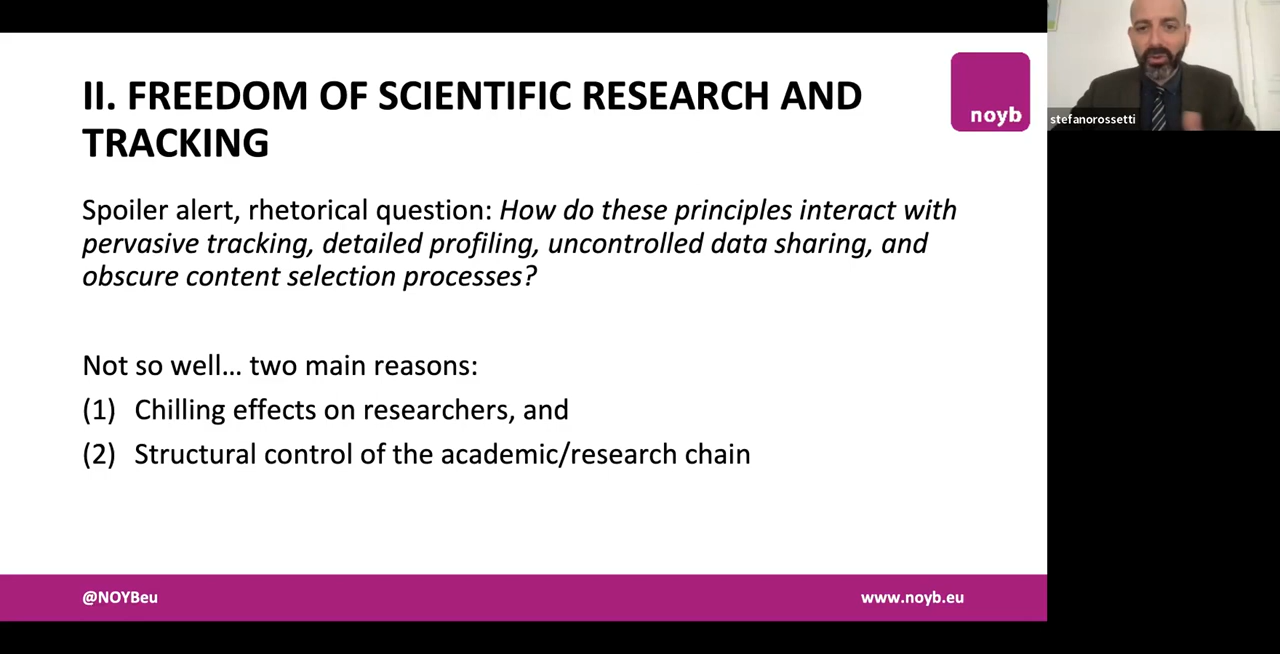 II. FREEDOM OF SCIENTIFIC RESEARCH AND
TRACKING
noyb
stefanorossetti
Spoiler alert, rhetorical question: How do these principles interact with
pervasive tracking, detailed profiling, uncontrolled data sharing, and
obscure content selection processes?
Not so well... two main reasons:
(1) Chilling effects on researchers, and
(2) Structural control of the academic/research chain
@NOYBeu
www.noyb.eu